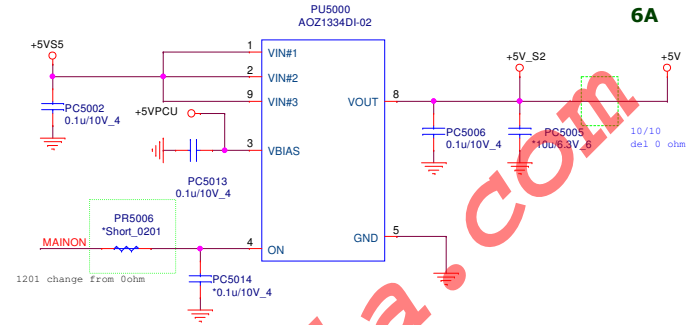 PU5000
AOZ1334DI-02
6A
+5VS5
1
VIN#1
2
VIN#2
9
VIN#3
+5V_S2
+5V
VOUT
8
PC5002
0.1u/10V_4
+5VPCU
3
VBIAS
PC5013
0.1u/10V_4
PC5006
0.1u/10V_4
PC5005
*10u/6.3V_6
10/10
del 0 ohm
PR5006
*Short_0201
MAINON
4
ON
GND
5
1201 change from 0ohm
PC5014
*0.1u/10V_4
a.com